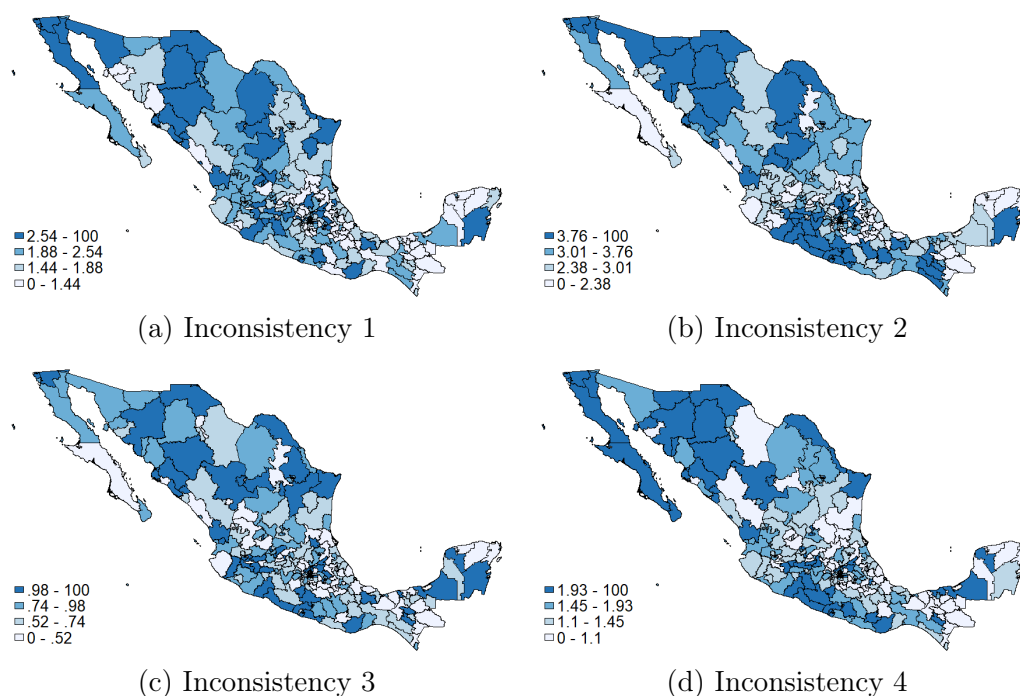 2.54 - 100
1.88 - 2.54
1.44 - 1.88
0 - 1.44
(a) Inconsistency 1
3.76 - 100
3.01 - 3.76
2.38 - 3.01
0 - 2.38
(b) Inconsistency 2
.98 - 100
.74 - .98
.52 - .74
0 - .52
(c) Inconsistency 3
1.93 - 100
1.45 - 1.93
1.1 - 1.45
0 - 1.1
(d) Inconsistency 4